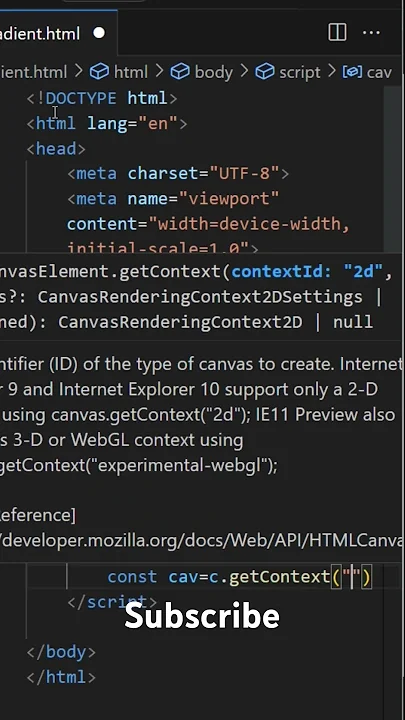 adient.html
ient.html > html > body > script > cav
<!DOCTYPE html>
<html lang="en">
<head>
<meta charset="UTF-8">
<meta name="viewport"
content="width=device-width,
initial-scale=1.0">
nvasElement.getContext(contextId: "2d",
s?: CanvasRenderingContext2DSettings |
ned): CanvasRenderingContext2D | null
ntifier (ID) of the type of canvas to create. Internet
r 9 and Internet Explorer 10 support only a 2-D
using canvas.getContext("2d"); IE11 Preview also
s 3-D or WebGL context using
getContext("experimental-webgl");
Reference]
/developer.mozilla.org/docs/Web/API/HTMLCanva
const cav=c.getContext("")
</script>
Subscribe
</body>
</html>